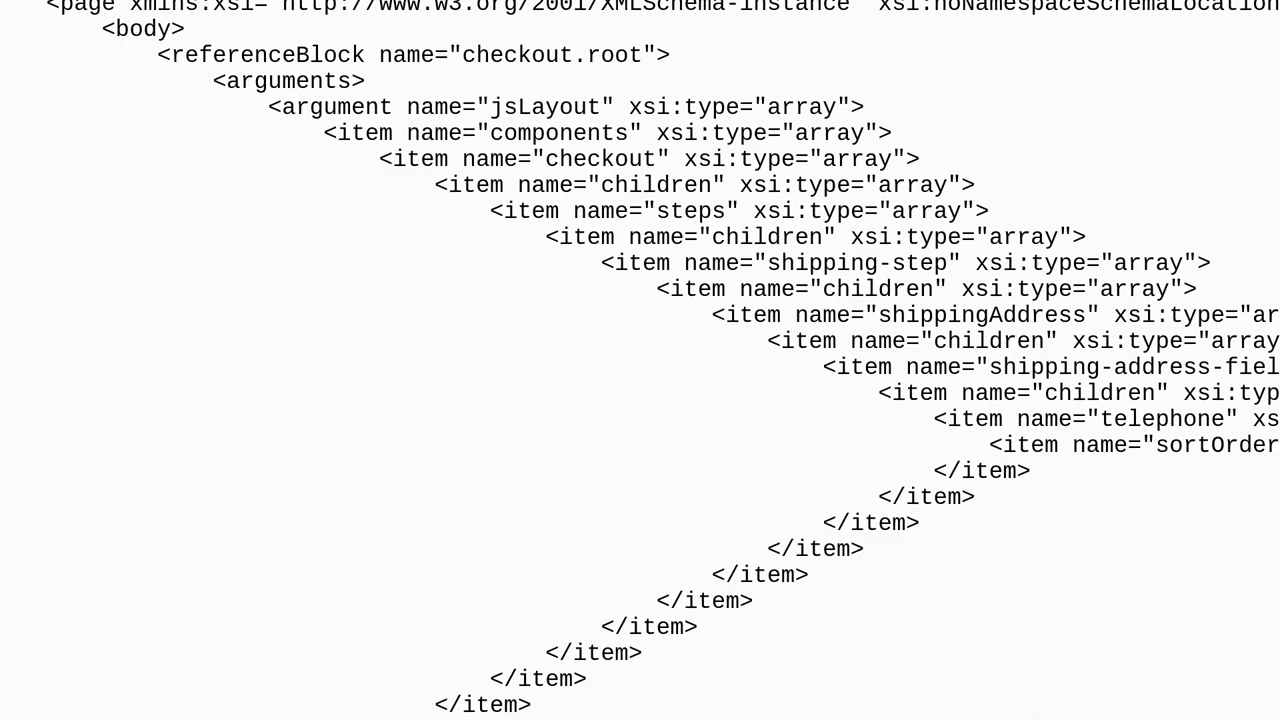 <page xmlns:xsi="http://www.w3.org/2001/XMLSchema-instance" xsi:noNamespaceSchemaLocation
<body>
<referenceBlock name="checkout.root">
<arguments>
<argument name="jsLayout" xsi:type="array">
<item name="components" xsi:type="array">
<item name="checkout" xsi:type="array">
<item name="children" xsi:type="array">
<item name="steps" xsi:type="array">
<item name="children" xsi:type="array">
<item name="shipping-step" xsi:type="array">
<item name="children" xsi:type="array">
<item name="shippingAddress" xsi:type="ar
<item name="children" xsi:type="array
<item name="shipping-address-fiel
<item name="children" xsi:typ
<item name="telephone" xs
<item name="sortOrder
</item>
</item>
</item>
</item>
</item>
</item>
</item>
</item>
</item>
</item>